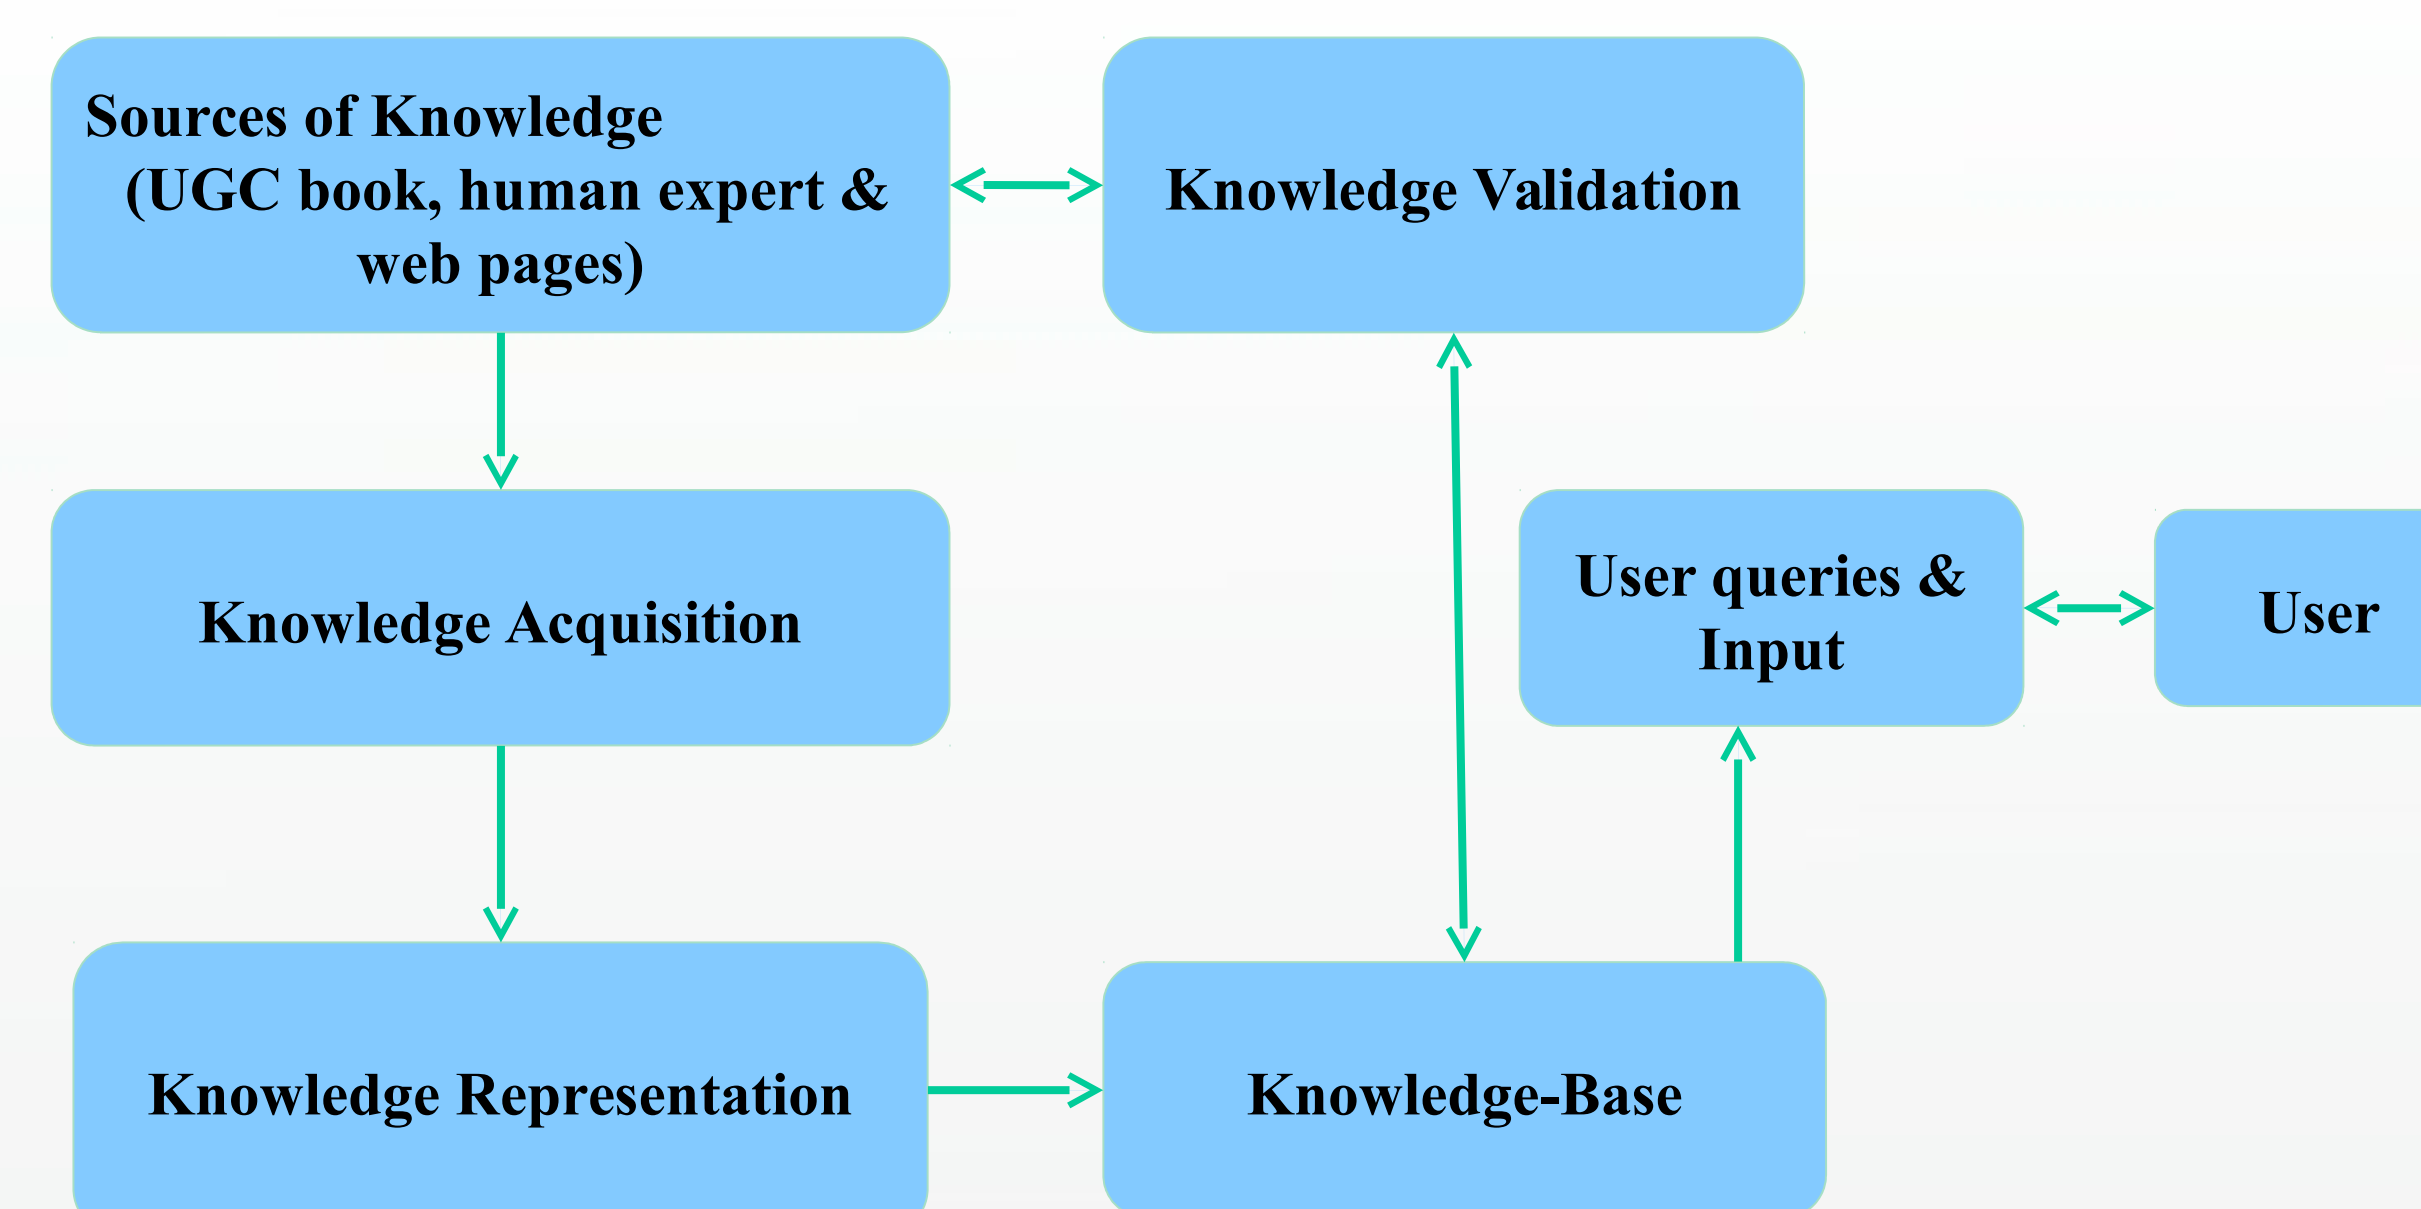 Sources of Knowledge
(UGC book, human expert &
web pages)
Knowledge Validation
Knowledge Acquisition
User queries &
Input
User
Knowledge Representation
Knowledge-Base